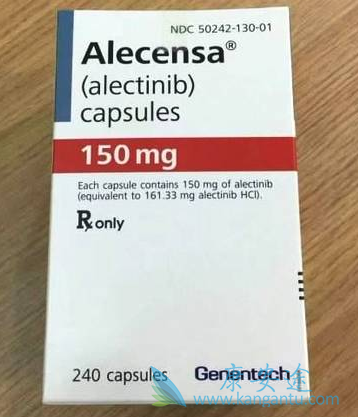 NDC 50242-130-01
Alecensa®
(alectinib)
capsules
150 mg
Each capsule contains 150 mg of alectinib
(equivalent to 161.33 mg alectinib HCl).
Rx only
240 capsules
Genentech
康安途
www.kangantu.com